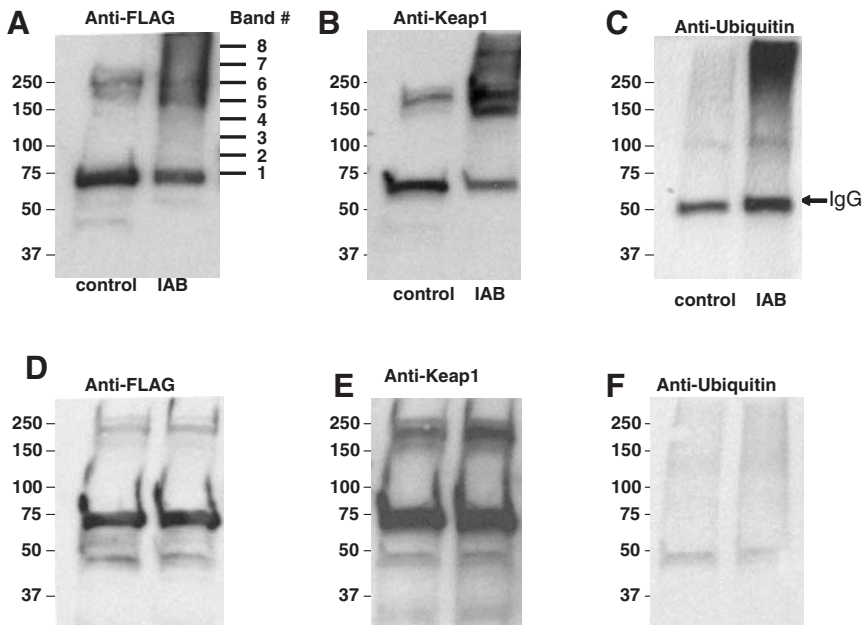 A Anti-FLAG Band # B Anti-Keap1 C Anti-Ubiquitin
8
7
250 6 250 250
150 5 150 150
4
100 3 100 100
2
75 1 75 75
50 50 50 IgG
37 37 37
control IAB control IAB control IAB
D Anti-FLAG E Anti-Keap1 F Anti-Ubiquitin
250 250 250
150 150 150
100 100 100
75 75 75
50 50 50
37 37 37